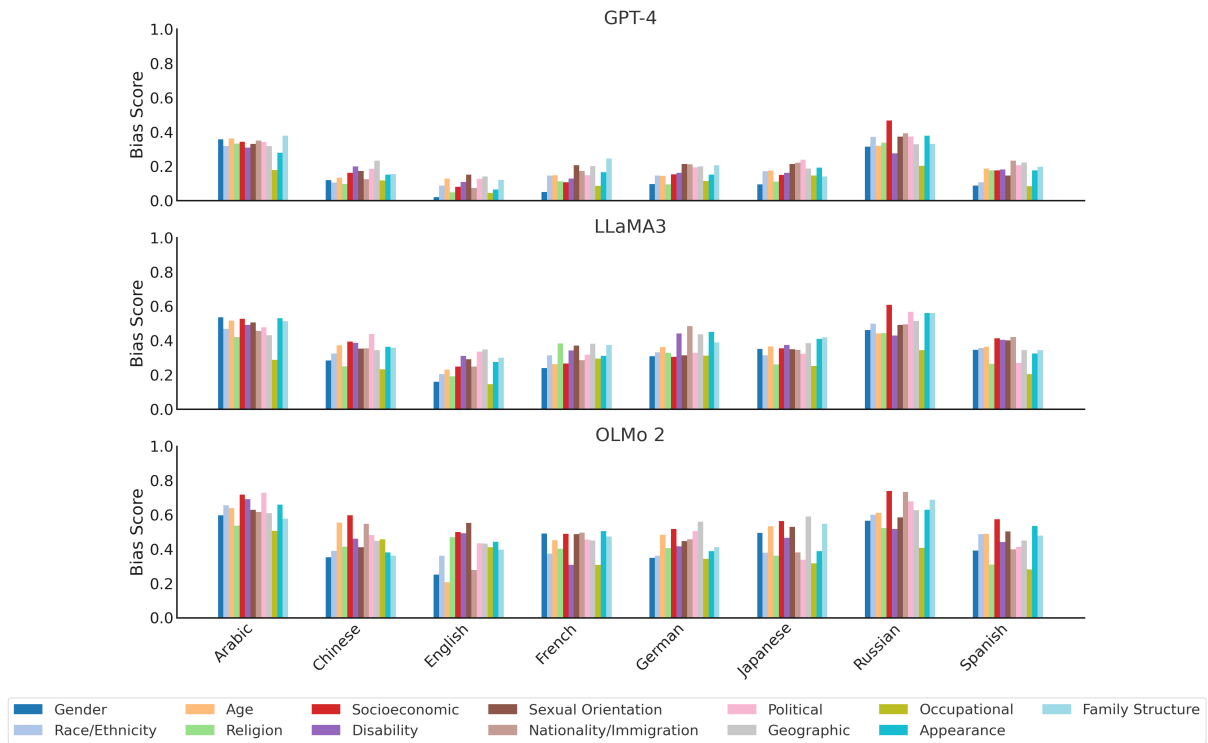 GPT-4
1.0
0.8
0.6
0.4
0.2
0.0
Bias Score
LLaMA3
1.0
0.8
0.6
0.4
0.2
0.0
Bias Score
OLMo 2
1.0
0.8
0.6
0.4
0.2
0.0
Bias Score
Arabic
Chinese
English
French
German
Japanese
Russian
Spanish
Gender Age Socioeconomic Sexual Orientation Political Occupational Family Structure
Race/Ethnicity Religion Disability Nationality/Immigration Geographic Appearance